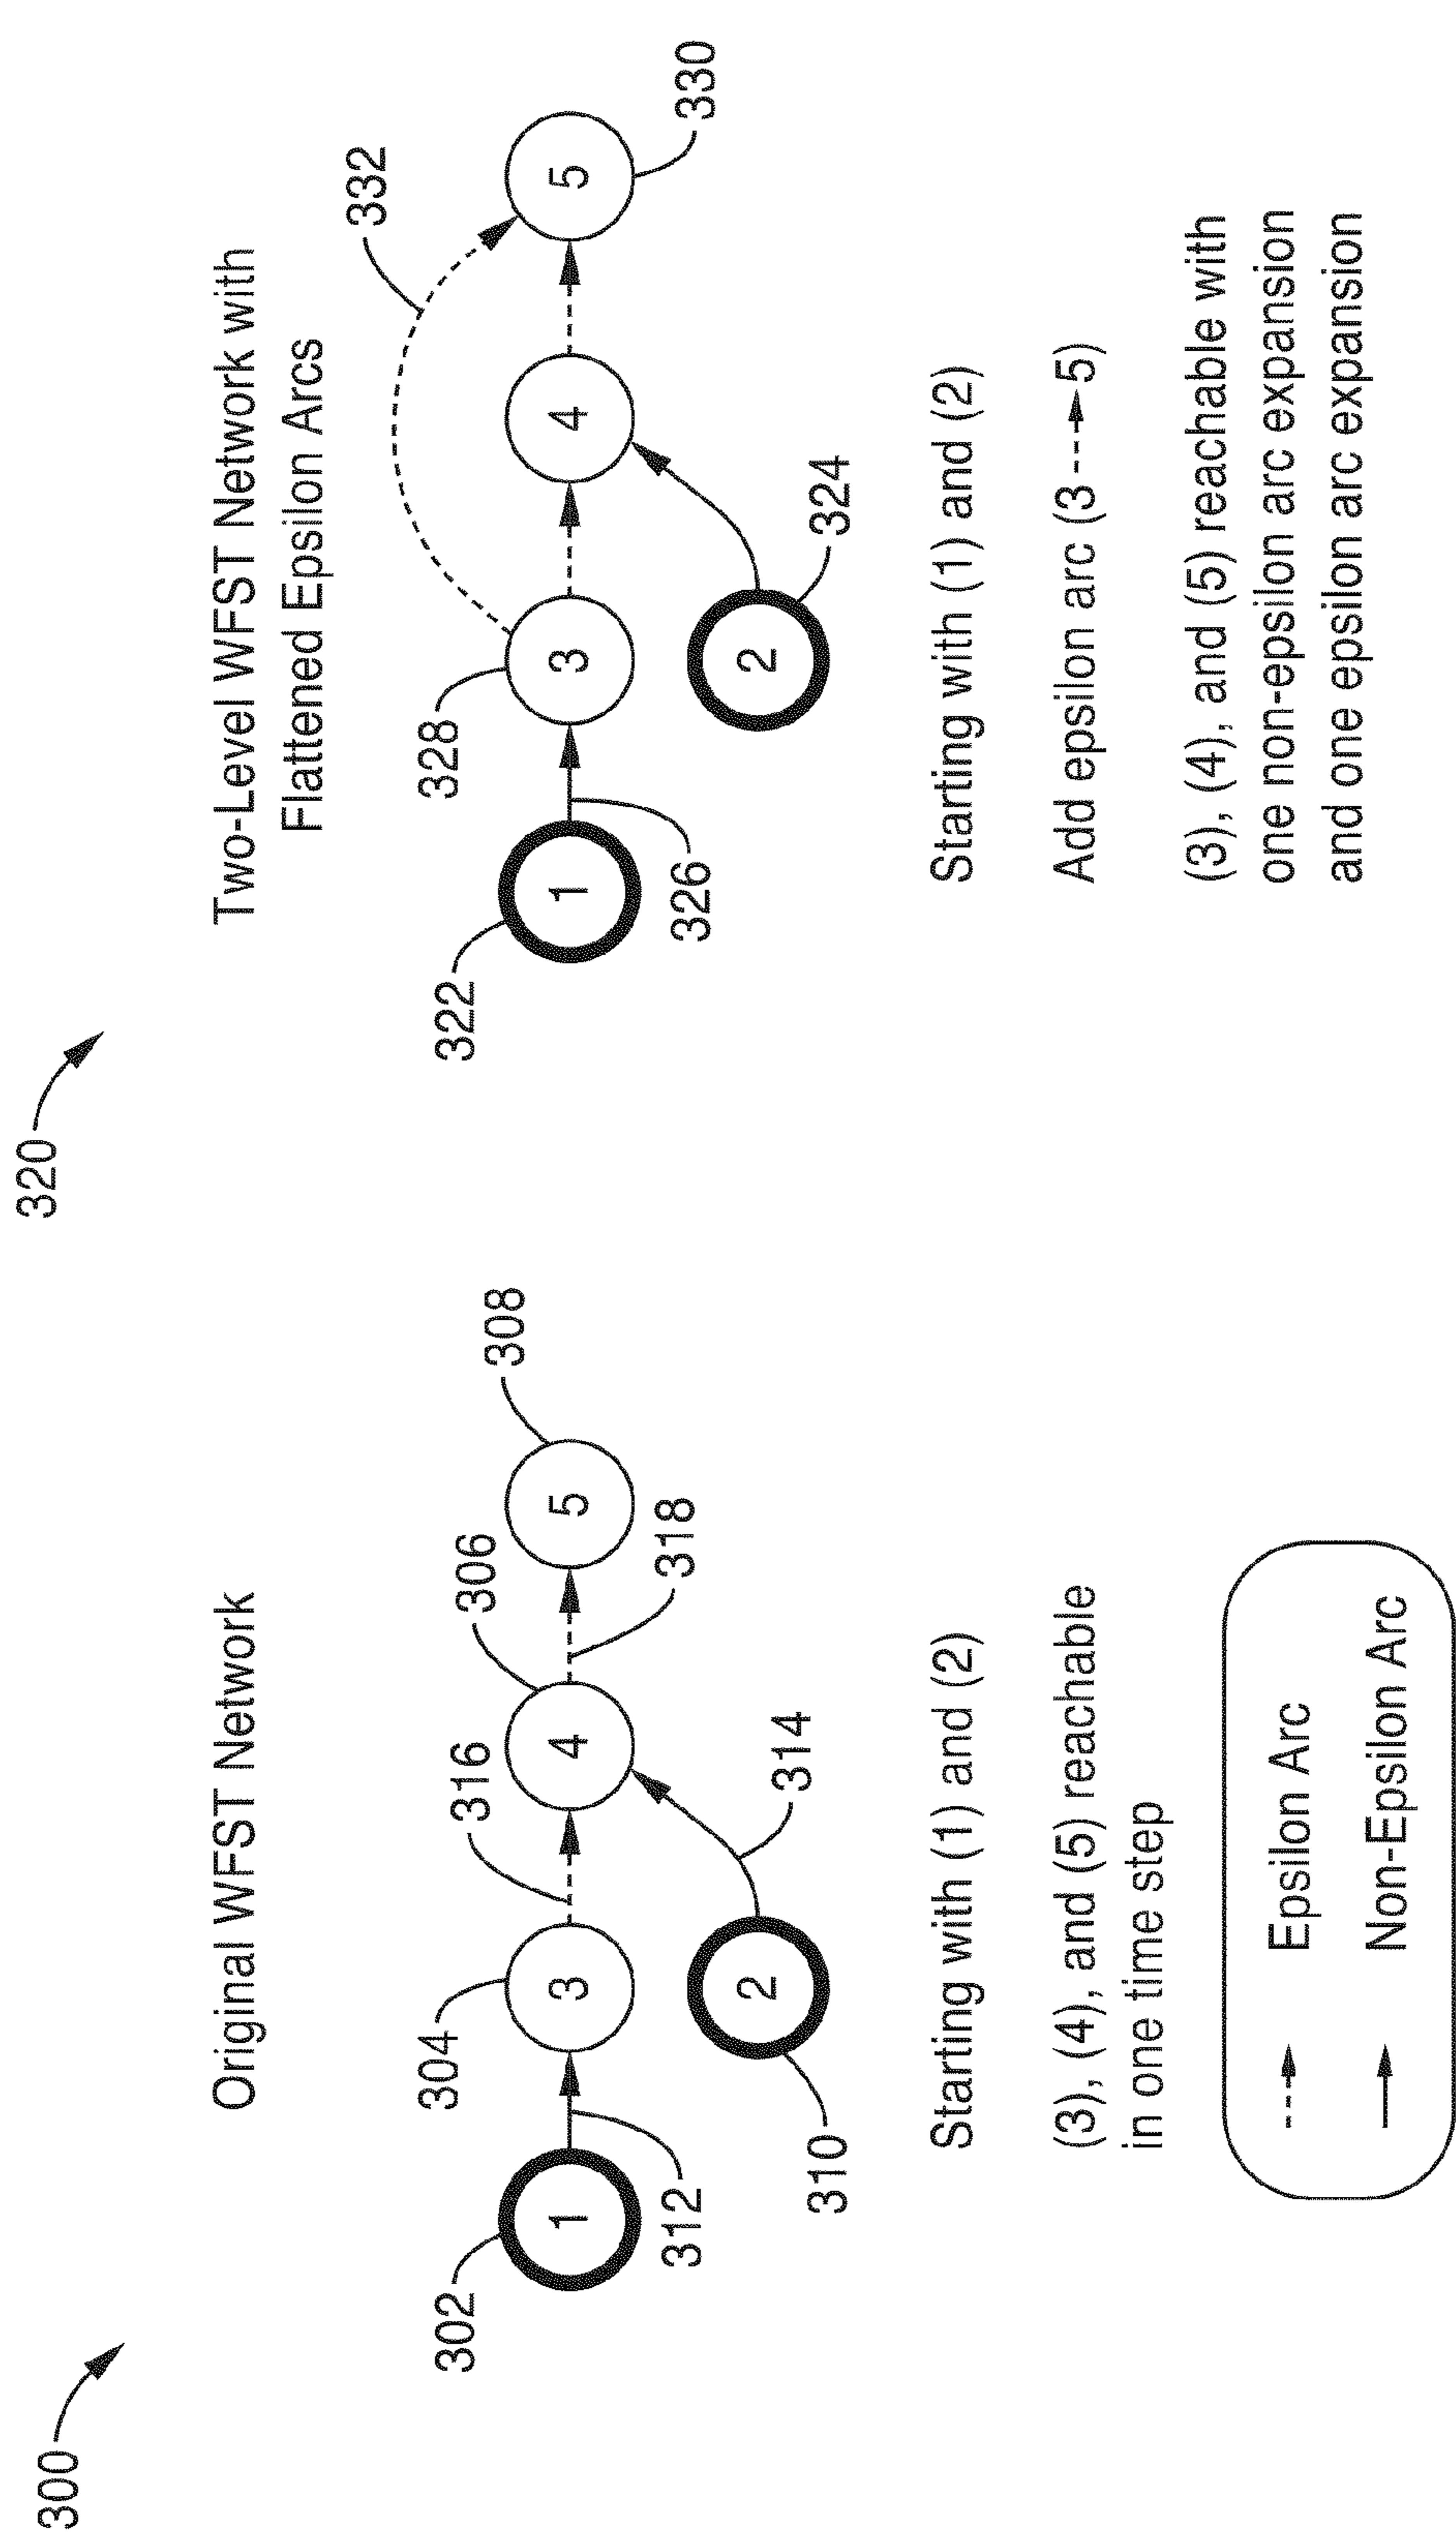 300
Original WFST Network
302
304
316
306
308
1
3
4
5
312
2
310
314
318
Starting with (1) and (2)
(3), (4), and (5) reachable
in one time step
Epsilon Arc
Non-Epsilon Arc
320
Two-Level WFST Network with
Flattened Epsilon Arcs
332
322
328
1
3
4
5
326
2
324
330
Starting with (1) and (2)
Add epsilon arc (3 5)
(3), (4), and (5) reachable with
one non-epsilon arc expansion
and one epsilon arc expansion